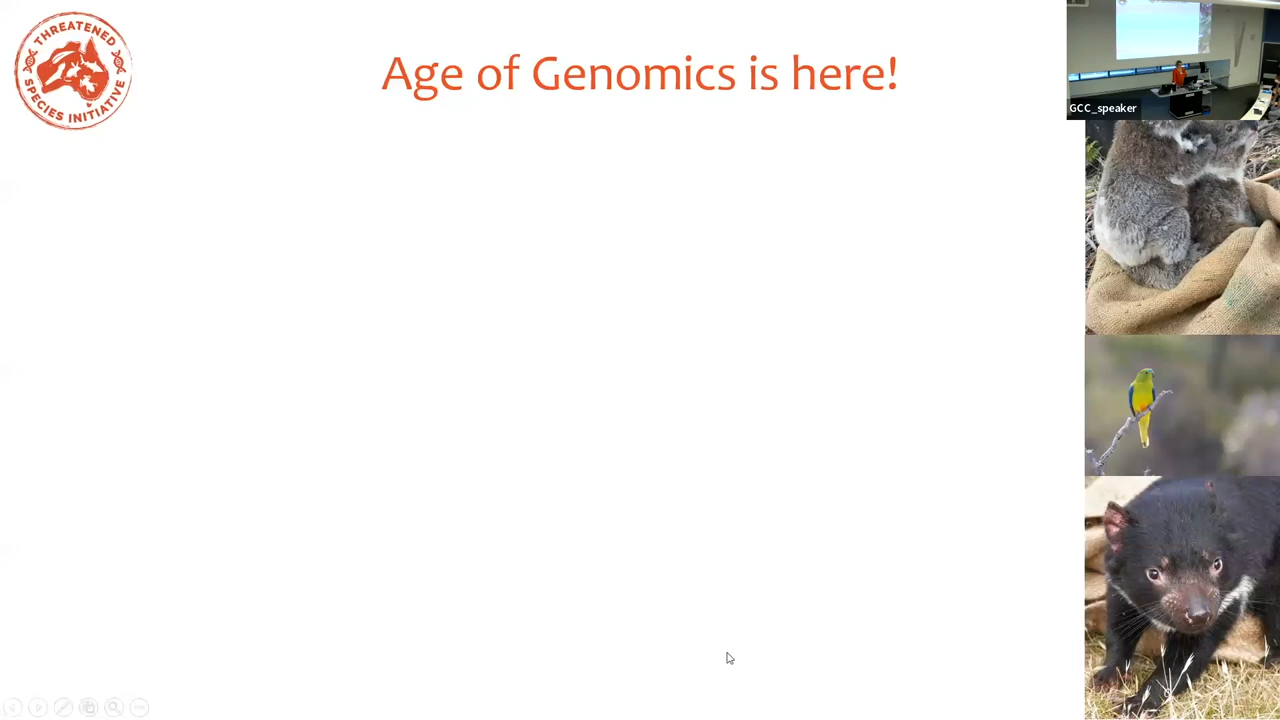 THREATENED
SPECIES INITIATIVE
Age of Genomics is here!
GCC_speaker